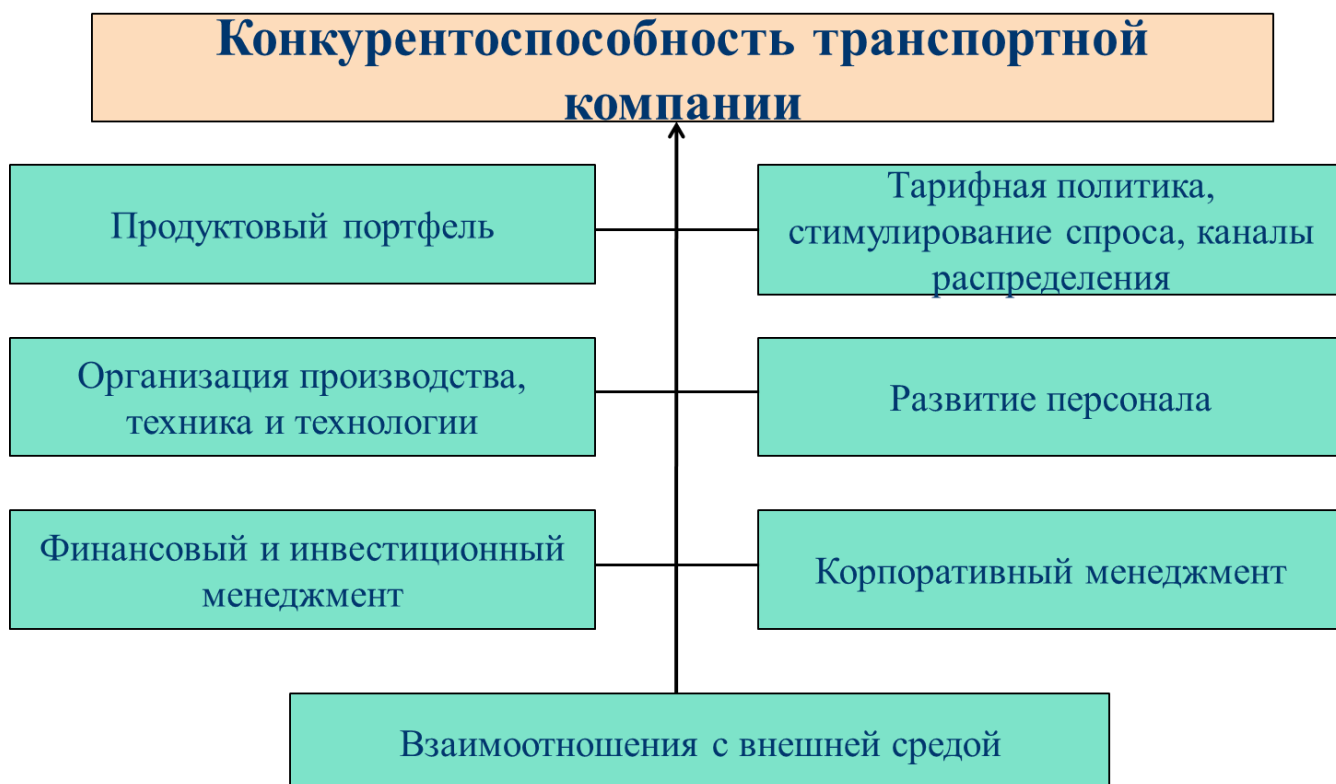 Конкурентоспособность транспортной
компании
Продуктовый портфель
Тарифная политика,
стимулирование спроса, каналы
распределения
Организация производства,
техника и технологии
Развитие персонала
Финансовый и инвестиционный
менеджмент
Корпоративный менеджмент
Взаимоотношения с внешней средой